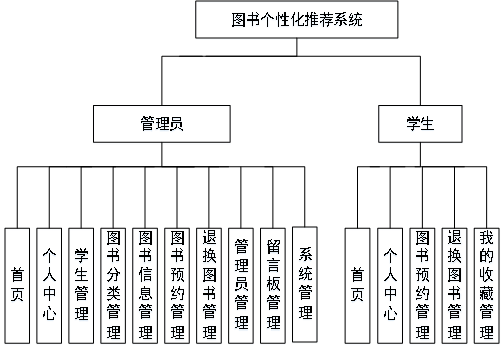 图书个性化推荐系统
管理员
学生
首页
个人中心
学生管理
图书分类管理
图书信息管理
图书预约管理
退换图书管理
管理员管理
留言板管理
系统管理
首页
个人中心
图书预约管理
退换图书管理
我的收藏管理